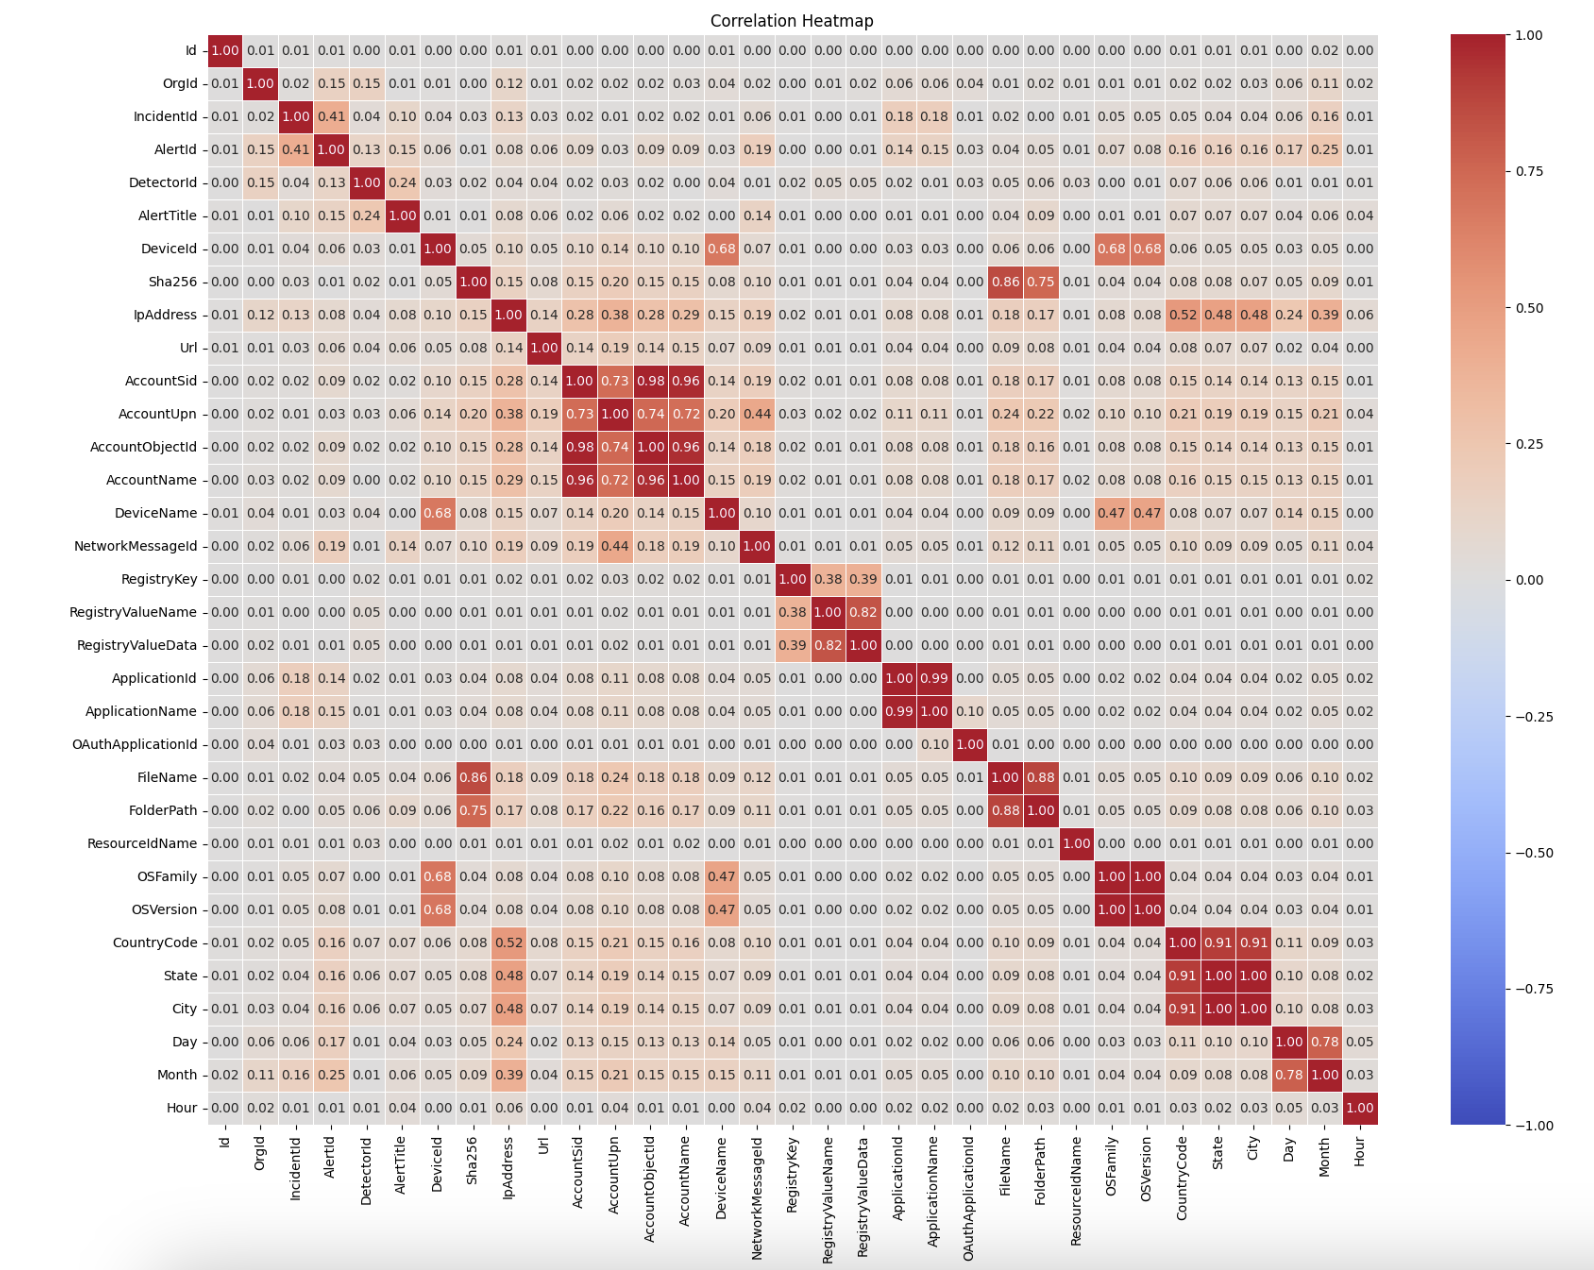 Correlation Heatmap
Id 1.00 0.01 0.01 0.01 0.00 0.01 0.00 0.00 0.01 0.01 0.00 0.00 0.00 0.00 0.01 0.00 0.00 0.00 0.00 0.00 0.00 0.00 0.00 0.00 0.00 0.00 0.00 0.01 0.01 0.01 0.00 0.02 0.00
OrgId 0.01 1.00 0.02 0.15 0.15 0.01 0.01 0.00 0.12 0.01 0.02 0.02 0.02 0.03 0.04 0.02 0.00 0.01 0.02 0.06 0.06 0.04 0.01 0.02 0.01 0.01 0.01 0.02 0.02 0.03 0.06 0.11 0.02
IncidentId 0.01 0.02 1.00 0.41 0.04 0.10 0.04 0.03 0.13 0.03 0.02 0.01 0.02 0.02 0.01 0.06 0.01 0.00 0.01 0.18 0.18 0.01 0.02 0.00 0.01 0.05 0.05 0.05 0.04 0.04 0.06 0.16 0.01
AlertId 0.01 0.15 0.41 1.00 0.13 0.15 0.06 0.01 0.08 0.06 0.09 0.03 0.09 0.09 0.03 0.19 0.00 0.00 0.01 0.14 0.15 0.03 0.04 0.05 0.01 0.07 0.08 0.16 0.16 0.16 0.17 0.25 0.01
DetectorId 0.00 0.15 0.04 0.13 1.00 0.24 0.03 0.02 0.04 0.04 0.02 0.03 0.02 0.00 0.04 0.01 0.02 0.05 0.05 0.02 0.01 0.03 0.05 0.06 0.03 0.00 0.01 0.07 0.06 0.06 0.01 0.01 0.01
AlertTitle 0.01 0.01 0.10 0.15 0.24 1.00 0.01 0.01 0.08 0.06 0.02 0.06 0.02 0.02 0.00 0.14 0.01 0.00 0.00 0.01 0.01 0.00 0.04 0.09 0.00 0.01 0.01 0.07 0.07 0.07 0.04 0.06 0.04
DeviceId 0.00 0.01 0.04 0.06 0.03 0.01 1.00 0.05 0.10 0.05 0.10 0.14 0.10 0.10 0.68 0.07 0.01 0.00 0.00 0.03 0.03 0.00 0.06 0.06 0.00 0.68 0.68 0.06 0.05 0.05 0.03 0.05 0.00
Sha256 0.00 0.00 0.03 0.01 0.02 0.01 0.05 1.00 0.15 0.08 0.15 0.20 0.15 0.15 0.08 0.10 0.01 0.01 0.01 0.04 0.04 0.00 0.86 0.75 0.01 0.04 0.04 0.08 0.08 0.07 0.05 0.09 0.01
IpAddress 0.01 0.12 0.13 0.08 0.04 0.08 0.10 0.15 1.00 0.14 0.28 0.38 0.28 0.29 0.15 0.19 0.02 0.01 0.01 0.08 0.08 0.01 0.18 0.17 0.01 0.08 0.08 0.52 0.48 0.48 0.24 0.39 0.06
Url 0.01 0.01 0.03 0.06 0.04 0.06 0.05 0.08 0.14 1.00 0.14 0.19 0.14 0.15 0.07 0.09 0.01 0.01 0.01 0.04 0.04 0.00 0.09 0.08 0.01 0.04 0.04 0.08 0.07 0.07 0.02 0.04 0.00
AccountSid 0.00 0.02 0.02 0.09 0.02 0.02 0.10 0.15 0.28 0.14 1.00 0.73 0.98 0.96 0.14 0.19 0.02 0.01 0.01 0.08 0.08 0.01 0.18 0.17 0.01 0.08 0.08 0.15 0.14 0.14 0.13 0.15 0.01
AccountUpn 0.00 0.02 0.01 0.03 0.03 0.06 0.14 0.20 0.38 0.19 0.73 1.00 0.74 0.72 0.20 0.44 0.03 0.02 0.02 0.11 0.11 0.01 0.24 0.22 0.02 0.10 0.10 0.21 0.19 0.19 0.15 0.21 0.04
AccountObjectId 0.00 0.02 0.02 0.09 0.02 0.02 0.10 0.15 0.28 0.14 0.98 0.74 1.00 0.96 0.14 0.18 0.02 0.01 0.01 0.08 0.08 0.01 0.18 0.16 0.01 0.08 0.08 0.15 0.14 0.14 0.13 0.15 0.01
AccountName 0.00 0.03 0.02 0.09 0.00 0.02 0.10 0.15 0.29 0.15 0.96 0.72 0.96 1.00 0.15 0.19 0.02 0.01 0.01 0.08 0.08 0.01 0.18 0.17 0.02 0.08 0.08 0.16 0.15 0.15 0.13 0.15 0.01
DeviceName 0.01 0.04 0.01 0.03 0.04 0.00 0.68 0.08 0.15 0.07 0.14 0.20 0.14 0.15 1.00 0.10 0.01 0.01 0.01 0.04 0.04 0.00 0.09 0.09 0.00 0.47 0.47 0.08 0.07 0.07 0.14 0.15 0.00
NetworkMessageId 0.00 0.02 0.06 0.19 0.01 0.14 0.07 0.10 0.19 0.09 0.19 0.44 0.18 0.19 0.10 1.00 0.01 0.01 0.01 0.05 0.05 0.01 0.12 0.11 0.01 0.05 0.05 0.10 0.09 0.09 0.05 0.11 0.04
RegistryKey 0.00 0.00 0.01 0.00 0.02 0.01 0.01 0.01 0.02 0.01 0.02 0.03 0.02 0.02 0.01 0.01 1.00 0.38 0.39 0.01 0.01 0.00 0.01 0.01 0.00 0.01 0.01 0.01 0.01 0.01 0.01 0.01 0.02
RegistryValueName 0.00 0.01 0.00 0.00 0.05 0.00 0.00 0.01 0.01 0.01 0.01 0.02 0.01 0.01 0.01 0.01 0.38 1.00 0.82 0.00 0.00 0.00 0.01 0.01 0.00 0.00 0.00 0.01 0.01 0.01 0.00 0.01 0.00
RegistryValueData 0.00 0.02 0.01 0.01 0.05 0.00 0.00 0.01 0.01 0.01 0.01 0.02 0.01 0.01 0.01 0.01 0.39 0.82 1.00 0.00 0.00 0.00 0.01 0.01 0.00 0.00 0.00 0.01 0.01 0.01 0.01 0.01 0.00
ApplicationId 0.00 0.06 0.18 0.14 0.02 0.01 0.03 0.04 0.08 0.04 0.08 0.11 0.08 0.08 0.04 0.05 0.01 0.00 0.00 1.00 0.99 0.00 0.05 0.05 0.00 0.02 0.02 0.04 0.04 0.04 0.02 0.05 0.02
ApplicationName 0.00 0.06 0.18 0.15 0.01 0.01 0.03 0.04 0.08 0.04 0.08 0.11 0.08 0.08 0.04 0.05 0.01 0.00 0.00 0.99 1.00 0.10 0.05 0.05 0.00 0.02 0.02 0.04 0.04 0.04 0.02 0.05 0.02
OAuthApplicationId 0.00 0.04 0.01 0.03 0.03 0.00 0.00 0.00 0.01 0.00 0.01 0.01 0.01 0.01 0.00 0.01 0.00 0.00 0.00 0.00 0.10 1.00 0.01 0.00 0.00 0.00 0.00 0.00 0.00 0.00 0.00 0.00 0.00
FileName 0.00 0.01 0.02 0.04 0.05 0.04 0.06 0.86 0.18 0.09 0.18 0.24 0.18 0.18 0.09 0.12 0.01 0.01 0.01 0.05 0.05 0.01 1.00 0.88 0.01 0.05 0.05 0.10 0.09 0.09 0.06 0.10 0.02
FolderPath 0.00 0.02 0.00 0.05 0.06 0.09 0.06 0.75 0.17 0.08 0.17 0.22 0.16 0.17 0.09 0.11 0.01 0.01 0.01 0.05 0.05 0.00 0.88 1.00 0.01 0.05 0.05 0.09 0.08 0.08 0.06 0.10 0.03
ResourceIdName 0.00 0.01 0.01 0.01 0.03 0.00 0.00 0.01 0.01 0.01 0.01 0.02 0.01 0.02 0.00 0.01 0.00 0.00 0.00 0.00 0.00 0.00 0.01 0.01 1.00 0.00 0.00 0.01 0.01 0.01 0.00 0.01 0.00
OSFamily 0.00 0.01 0.05 0.07 0.00 0.01 0.68 0.04 0.08 0.04 0.08 0.10 0.08 0.08 0.47 0.05 0.01 0.00 0.00 0.02 0.02 0.00 0.05 0.05 0.00 1.00 1.00 0.04 0.04 0.04 0.03 0.04 0.01
OSVersion 0.00 0.01 0.05 0.08 0.01 0.01 0.68 0.04 0.08 0.04 0.08 0.10 0.08 0.08 0.47 0.05 0.01 0.00 0.00 0.02 0.02 0.00 0.05 0.05 0.00 1.00 1.00 0.04 0.04 0.04 0.03 0.04 0.01
CountryCode 0.01 0.02 0.05 0.16 0.07 0.07 0.06 0.08 0.52 0.08 0.15 0.21 0.15 0.16 0.08 0.10 0.01 0.01 0.01 0.04 0.04 0.00 0.10 0.09 0.01 0.04 0.04 1.00 0.91 0.91 0.11 0.09 0.03
State 0.01 0.02 0.04 0.16 0.06 0.07 0.05 0.08 0.48 0.07 0.14 0.19 0.14 0.15 0.07 0.09 0.01 0.01 0.01 0.04 0.04 0.00 0.09 0.08 0.01 0.04 0.04 0.91 1.00 1.00 0.10 0.08 0.02
City 0.01 0.03 0.04 0.16 0.06 0.07 0.05 0.07 0.48 0.07 0.14 0.19 0.14 0.15 0.07 0.09 0.01 0.01 0.01 0.04 0.04 0.00 0.09 0.08 0.01 0.04 0.04 0.91 1.00 1.00 0.10 0.08 0.03
Day 0.00 0.06 0.06 0.17 0.01 0.04 0.03 0.05 0.24 0.02 0.13 0.15 0.13 0.13 0.14 0.05 0.01 0.00 0.01 0.02 0.02 0.00 0.06 0.06 0.00 0.03 0.03 0.11 0.10 0.10 1.00 0.78 0.05
Month 0.02 0.11 0.16 0.25 0.01 0.06 0.05 0.09 0.39 0.04 0.15 0.21 0.15 0.15 0.15 0.11 0.01 0.01 0.01 0.05 0.05 0.00 0.10 0.10 0.01 0.04 0.04 0.09 0.08 0.08 0.78 1.00 0.03
Hour 0.00 0.02 0.01 0.01 0.01 0.04 0.00 0.01 0.06 0.00 0.01 0.04 0.01 0.01 0.00 0.04 0.02 0.00 0.00 0.02 0.02 0.00 0.02 0.03 0.00 0.01 0.01 0.03 0.02 0.03 0.05 0.03 1.00
Id
OrgId
IncidentId
AlertId
DetectorId
AlertTitle
DeviceId
Sha256
IpAddress
Url
AccountSid
AccountUpn
AccountObjectId
AccountName
DeviceName
NetworkMessageId
RegistryKey
RegistryValueName
RegistryValueData
ApplicationId
ApplicationName
OAuthApplicationId
FileName
FolderPath
ResourceIdName
OSFamily
OSVersion
CountryCode
State
City
Day
Month
Hour
1.00
0.75
0.50
0.25
0.00
−0.25
−0.50
−0.75
−1.00